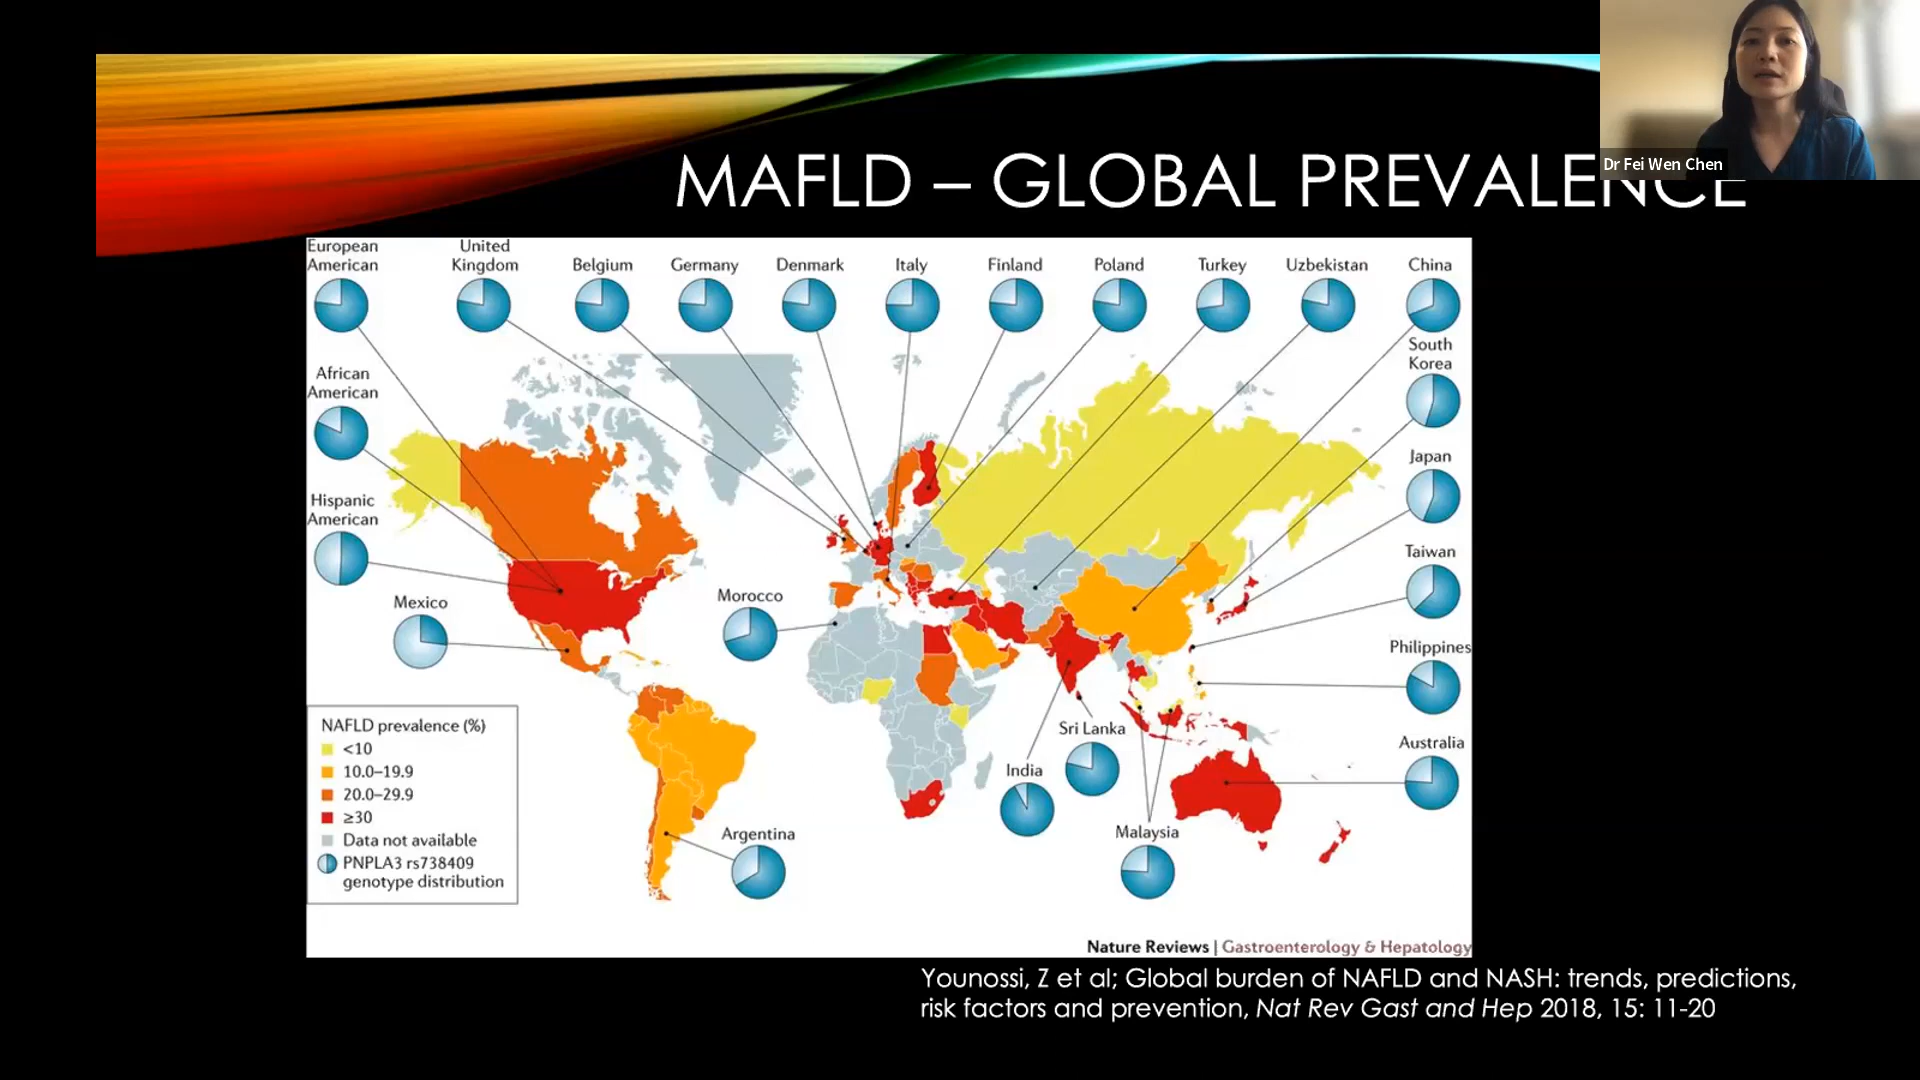 Dr Fei Wen Chen
MAFLD – GLOBAL PREVALENCE
European
American
United
Kingdom
Belgium
Germany
Denmark
Italy
Finland
Poland
Turkey
Uzbekistan
China
South
Korea
African
American
Japan
Hispanic
American
Taiwan
Mexico
Morocco
Philippines
Sri Lanka
Australia
India
Argentina
Malaysia
NAFLD prevalence (%)
<10
10.0–19.9
20.0–29.9
≥30
Data not available
PNPLA3 rs738409
genotype distribution
Nature Reviews | Gastroenterology & Hepatology
Younossi, Z et al; Global burden of NAFLD and NASH: trends, predictions,
risk factors and prevention, Nat Rev Gast and Hep 2018, 15: 11-20